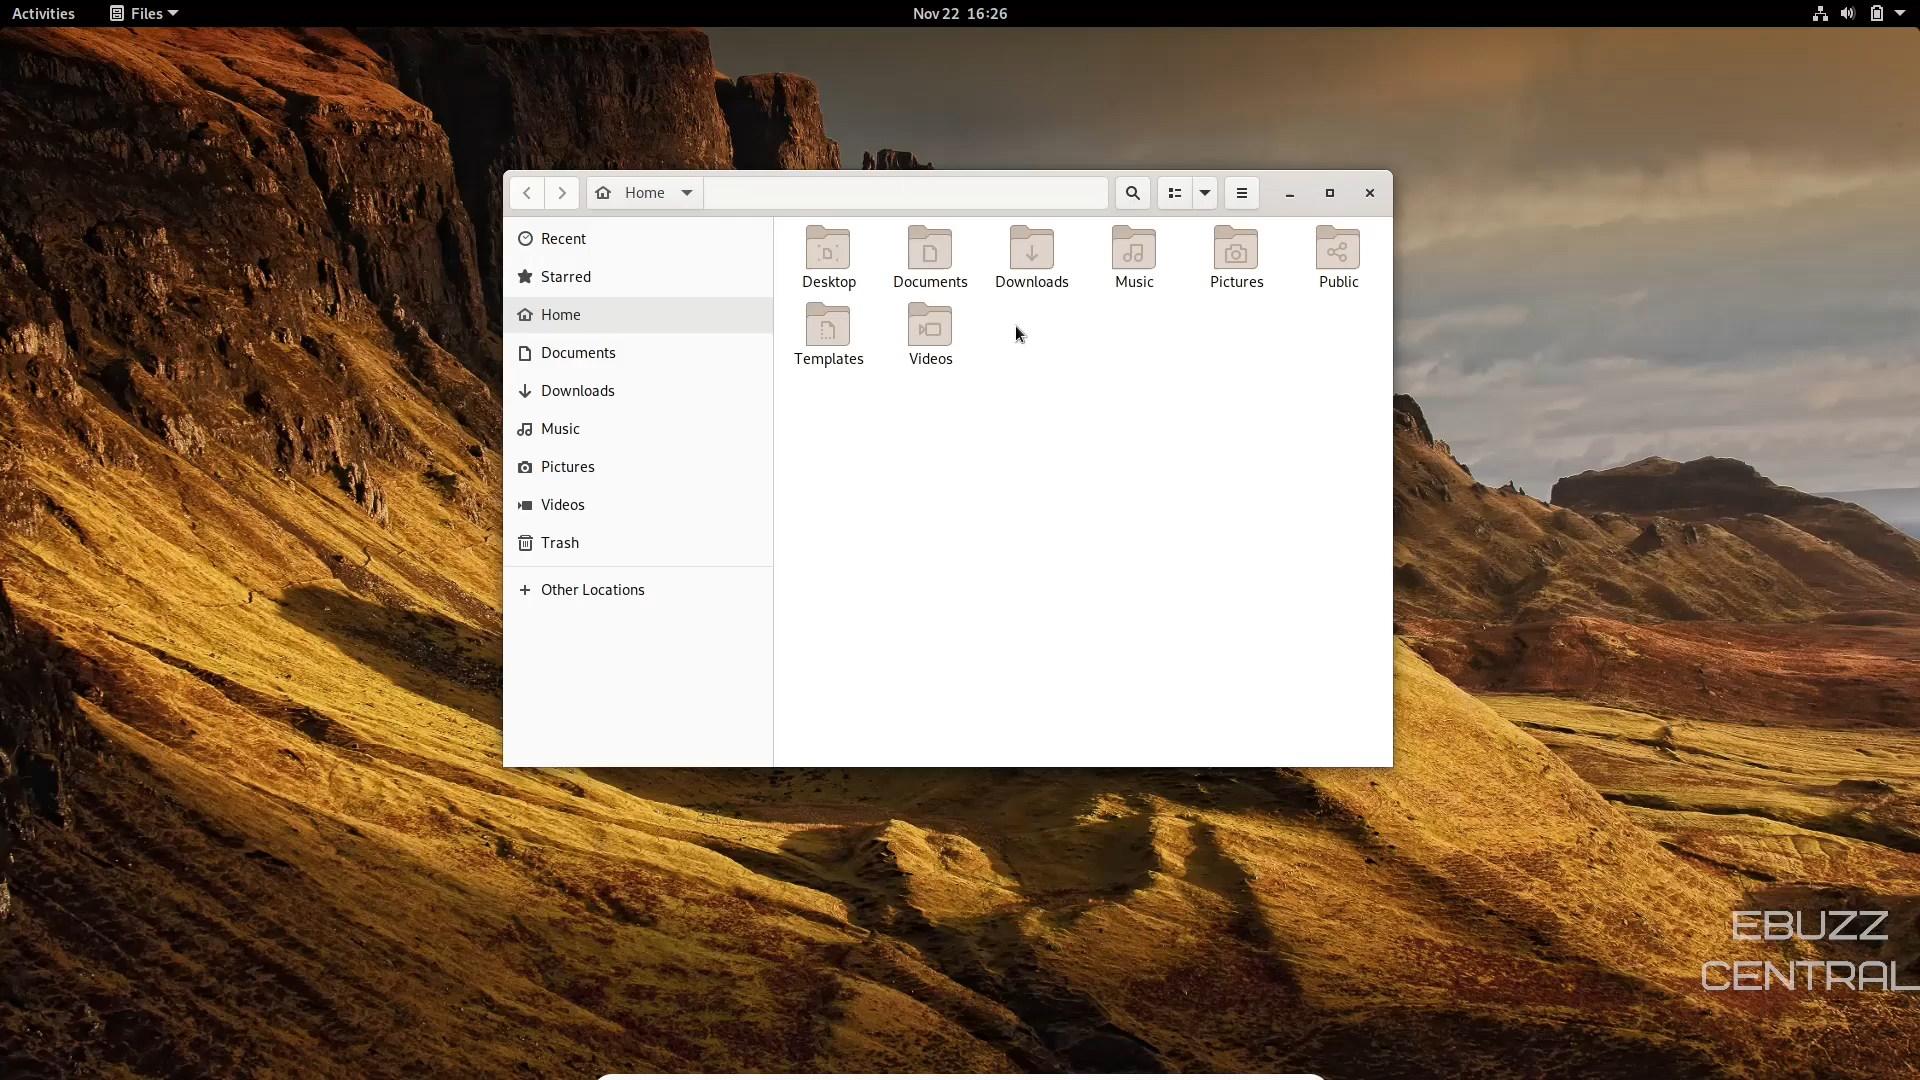 Activities
Files
Nov 22 16:26
Home
Recent
Starred
Home
Documents
Downloads
Music
Pictures
Videos
Trash
Other Locations
Desktop
Documents
Downloads
Music
Pictures
Public
Templates
Videos
EBUZZ
CENTRAL